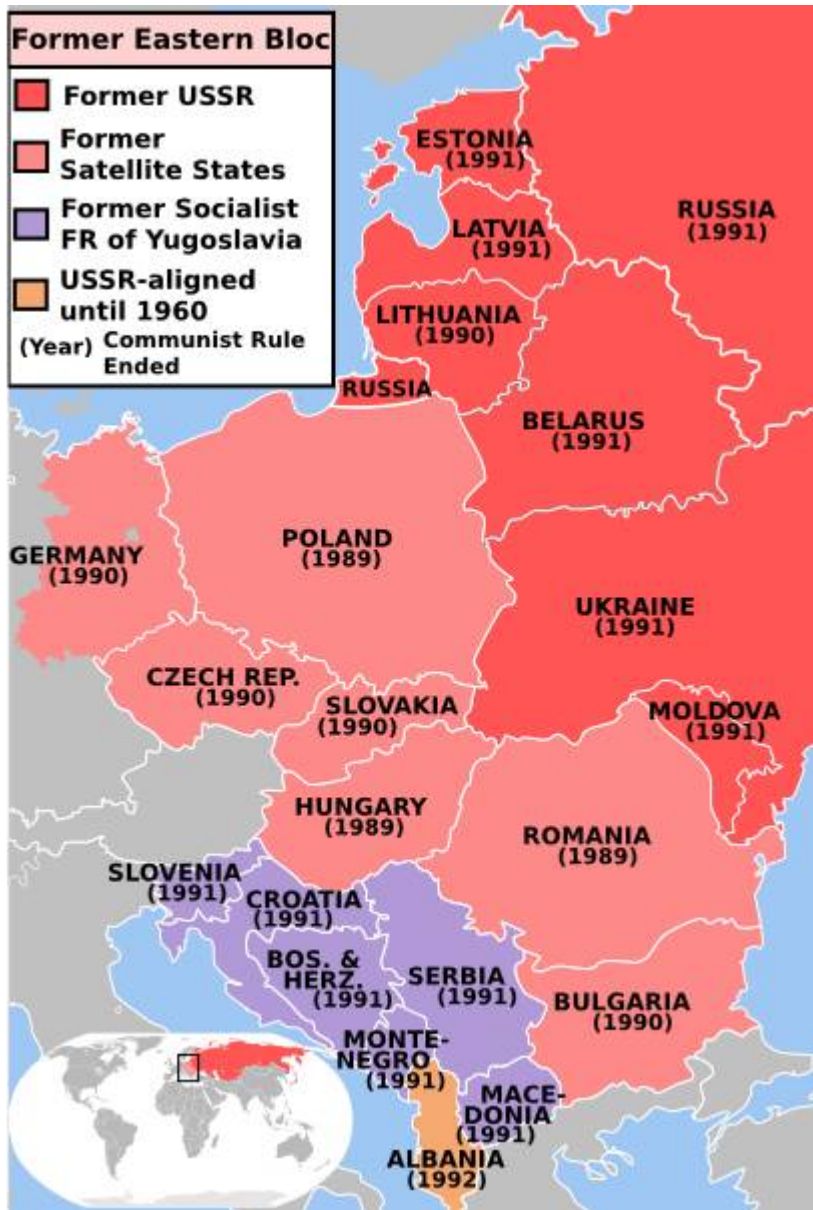 Former Eastern Bloc
Former USSR
Former
Satellite States
Former Socialist
FR of Yugoslavia
USSR-aligned
until 1960
(Year) Communist Rule
Ended
ESTONIA
(1991)
RUSSIA
(1991)
LATVIA
(1991)
LITHUANIA
(1990)
RUSSIA
BELARUS
(1991)
POLAND
(1989)
GERMANY
(1990)
UKRAINE
(1991)
CZECH REP.
(1990)
SLOVAKIA
(1990)
MOLDOVA
(1991)
HUNGARY
(1989)
ROMANIA
(1989)
SLOVENIA
(1991)
CROATIA
(1991)
BOS. &
HERZ.
(1991)
SERBIA
(1991)
BULGARIA
(1990)
MONTE-
NEGRO
(1991)
MACE-
DONIA
(1991)
ALBANIA
(1992)